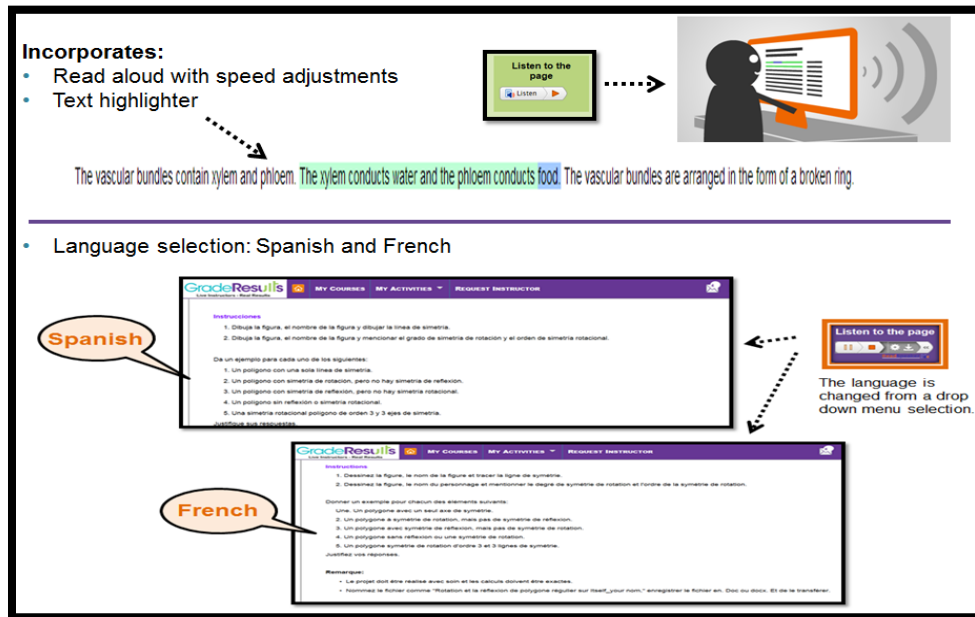 Incorporates:
• Read aloud with speed adjustments
• Text highlighter
Listen to the
page
Listen
The vascular bundles contain xylem and phloem. The xylem conducts water and the phloem conducts food. The vascular bundles are arranged in the form of a broken ring.
• Language selection: Spanish and French
GradeResults
Live Instructors - Real Results
MY COURSES MY ACTIVITIES REQUEST INSTRUCTOR
Instrucciones
1. Dibuja la figura, el nombre de la figura y dibujar la línea de simetría.
2. Dibuja la figura, el nombre de la figura y mencionar el grado de simetría de rotación y el orden de simetría rotacional.
Da un ejemplo para cada uno de los siguientes:
1. Un polígono con una sola línea de simetría.
2. Un polígono con simetría de rotación, pero no hay simetría de reflexión.
3. Un polígono con simetría de reflexión, pero no hay simetría rotacional.
4. Un polígono sin reflexión o simetría rotacional.
5. Una simetría rotacional polígono de orden 3 y 3 ejes de simetría.
Justifique sus respuestas.
Spanish
Listen to the page
The language is
changed from a drop
down menu selection.
GradeResults
Live Instructors - Real Results
MY COURSES MY ACTIVITIES REQUEST INSTRUCTOR
Instructions
1. Dessinez la figure, le nom de la figure et tracer la ligne de symétrie.
2. Dessinez la figure, le nom du personnage et mentionner le degré de symétrie de rotation et l'ordre de la symétrie de rotation.
Donner un exemple pour chacun des éléments suivants:
Une. Un polygone avec un seul axe de symétrie.
2. Un polygone à symétrie de rotation, mais pas de symétrie de réflexion.
3. Un polygone avec symétrie de réflexion, mais pas de symétrie de rotation.
4. Un polygone sans réflexion ou une symétrie de rotation.
5. Un polygone symétrie de rotation d'ordre 3 et 3 lignes de symétrie.
Justifiez vos réponses.
Remarque:
• Le projet doit être réalisé avec soin et les calculs doivent être exactes.
• Nommez le fichier comme "Rotation et la réflexion de polygone régulier sur itself_your nom." enregistrer le fichier en. Doc ou docx. Et de le transférer.
French